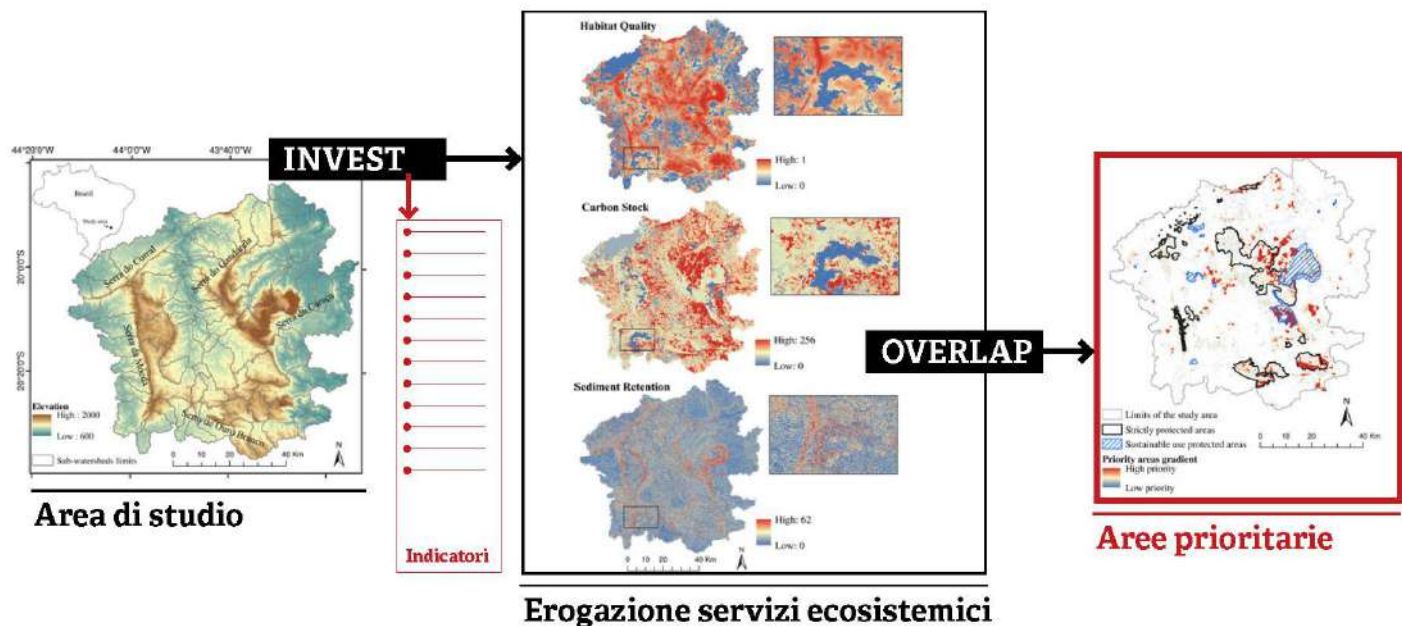 INVEST
44°20'0"W
44°0'0"W
43°40'0"W
20°0'0"S
20°20'0"S
Brazil
Study area
Serra do Curral
Serra do Gandarela
Serra do Caraça
Serra da Moeda
Serra de Ouro Branco
Elevation
High : 2000
Low : 600
Sub-watersheds limits
0 10 20 40 Km
N
Area di studio
Indicatori
Habitat Quality
High: 1
Low: 0
Carbon Stock
High: 256
Low: 0
Sediment Retention
High: 62
Low: 0
0 10 20 40 Km
N
Erogazione servizi ecosistemici
OVERLAP
Limits of the study area
Strictly protected areas
Sustainable use protected areas
Priority areas gradient
High priority
Low priority
N
0 10 20 40 Km
Aree prioritarie